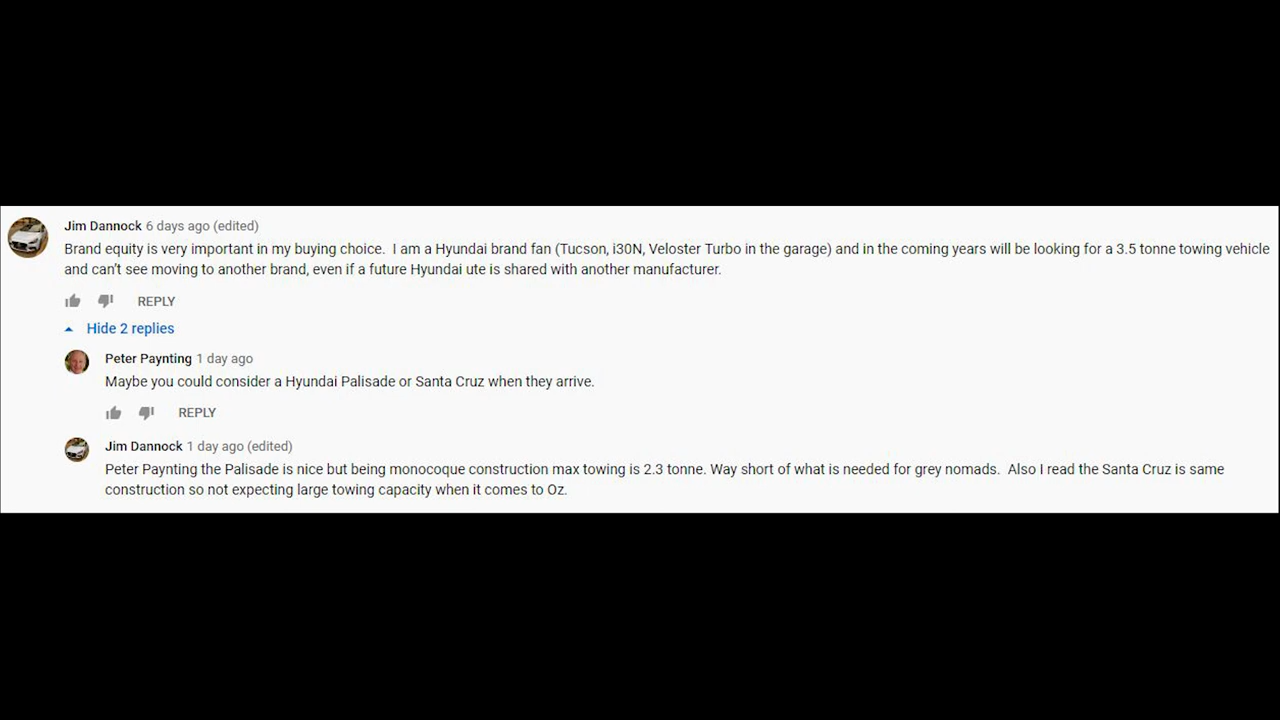 Jim Dannock 6 days ago (edited)
Brand equity is very important in my buying choice.  I am a Hyundai brand fan (Tucson, i30N, Veloster Turbo in the garage) and in the coming years will be looking for a 3.5 tonne towing vehicle
and can't see moving to another brand, even if a future Hyundai ute is shared with another manufacturer.
REPLY
Hide 2 replies
Peter Paynting 1 day ago
Maybe you could consider a Hyundai Palisade or Santa Cruz when they arrive.
REPLY
Jim Dannock 1 day ago (edited)
Peter Paynting the Palisade is nice but being monocoque construction max towing is 2.3 tonne. Way short of what is needed for grey nomads.  Also I read the Santa Cruz is same
construction so not expecting large towing capacity when it comes to Oz.